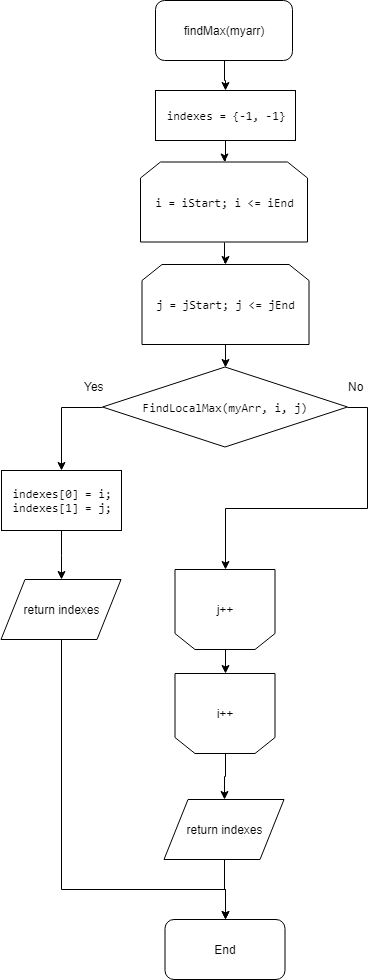 findMax(myarr)
indexes = {-1, -1}
i = iStart; i <= iEnd
j = jStart; j <= jEnd
Yes
No
FindLocalMax(myArr, i, j)
indexes[0] = i;
indexes[1] = j;
return indexes
j++
i++
return indexes
End